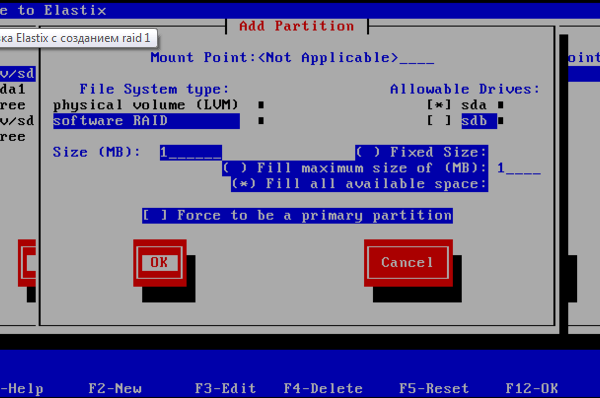 e to Elastix
Add Partition
вка Elastix с созданием raid 1
Mount Point:<Not Applicable>____
oint
v/sd
File System type: Allowable Drives:
da1
physical volume (LVM) [*] sda
ree
software RAID [ ] sdb
v/sd
ree
Size (MB): 1______ ( ) Fixed Size:
( ) Fill maximum size of (MB): 1____
(*) Fill all available space:
[ ] Force to be a primary partition
OK Cancel
-Help F2-New F3-Edit F4-Delete F5-Reset F12-OK